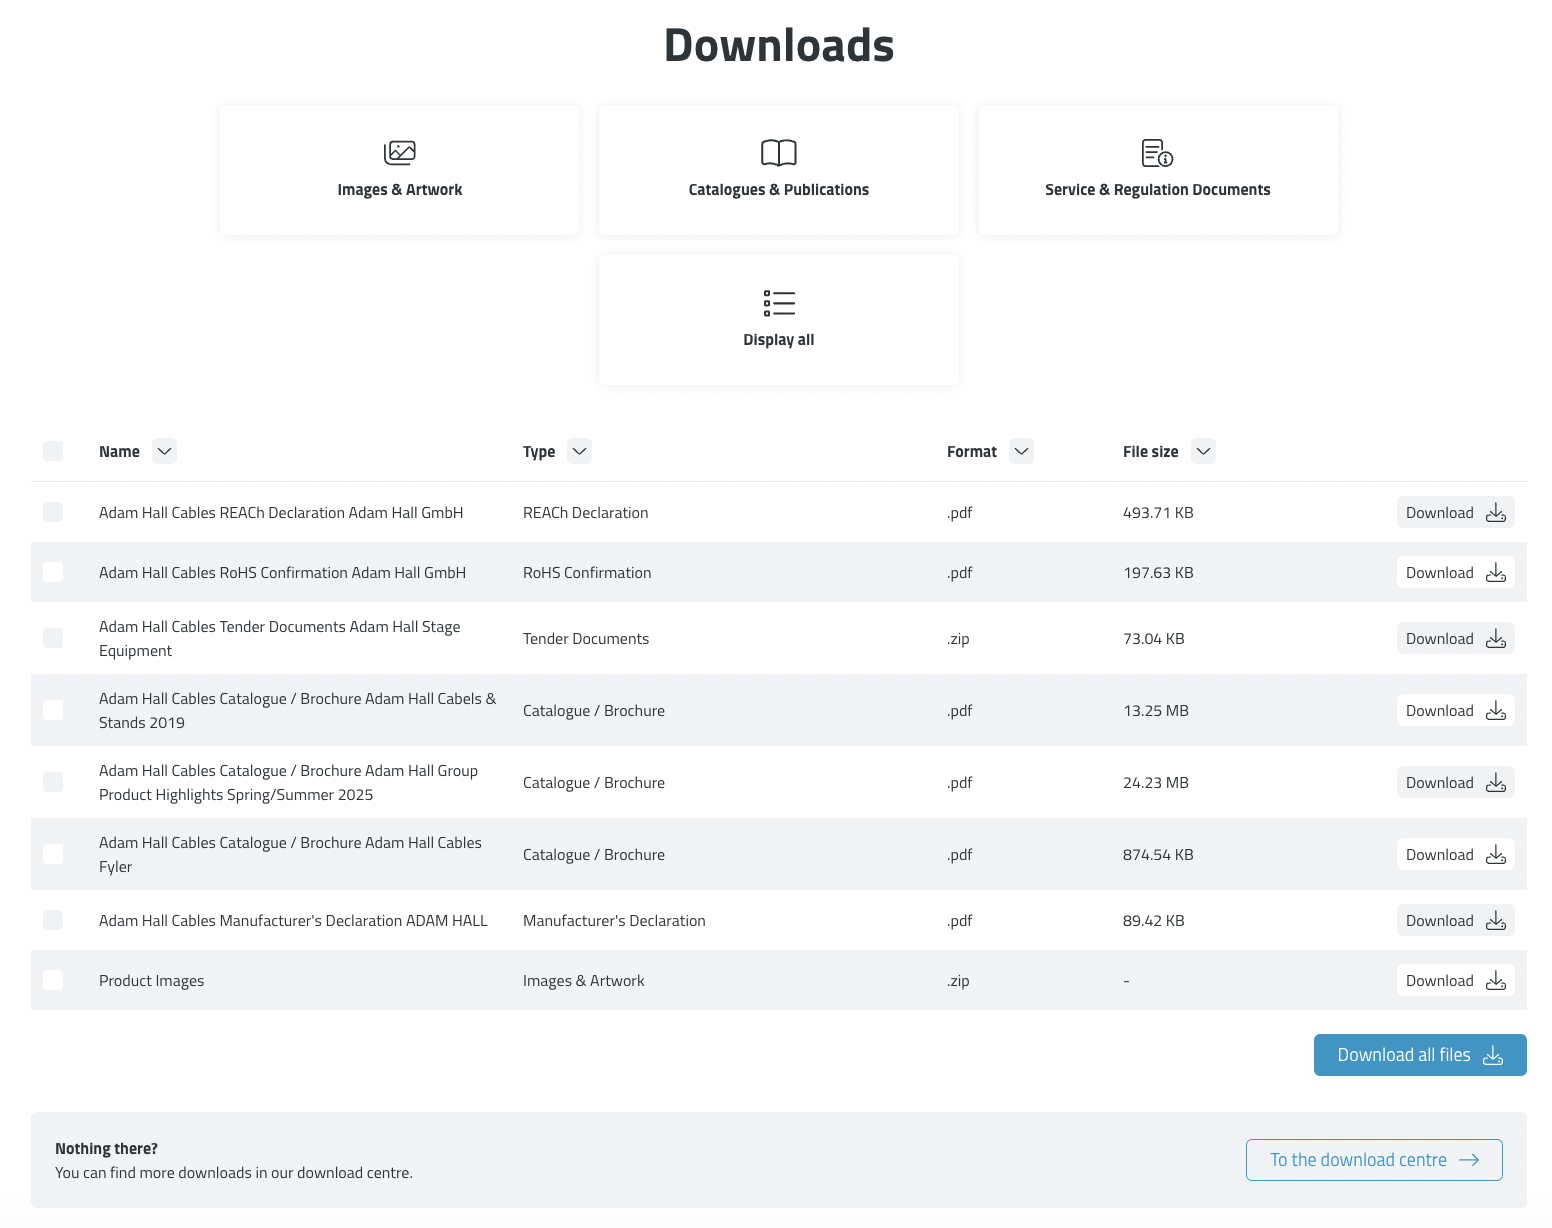 Downloads
Images & Artwork
Catalogues & Publications
Service & Regulation Documents
Display all
Name Type Format File size
Adam Hall Cables REACh Declaration Adam Hall GmbH REACh Declaration .pdf 493.71 KB Download
Adam Hall Cables RoHS Confirmation Adam Hall GmbH RoHS Confirmation .pdf 197.63 KB Download
Adam Hall Cables Tender Documents Adam Hall Stage
Equipment
Tender Documents .zip 73.04 KB Download
Adam Hall Cables Catalogue / Brochure Adam Hall Cabels &
Stands 2019
Catalogue / Brochure .pdf 13.25 MB Download
Adam Hall Cables Catalogue / Brochure Adam Hall Group
Product Highlights Spring/Summer 2025
Catalogue / Brochure .pdf 24.23 MB Download
Adam Hall Cables Catalogue / Brochure Adam Hall Cables
Fyler
Catalogue / Brochure .pdf 874.54 KB Download
Adam Hall Cables Manufacturer's Declaration ADAM HALL Manufacturer's Declaration .pdf 89.42 KB Download
Product Images Images & Artwork .zip - Download
Download all files
Nothing there?
You can find more downloads in our download centre.
To the download centre